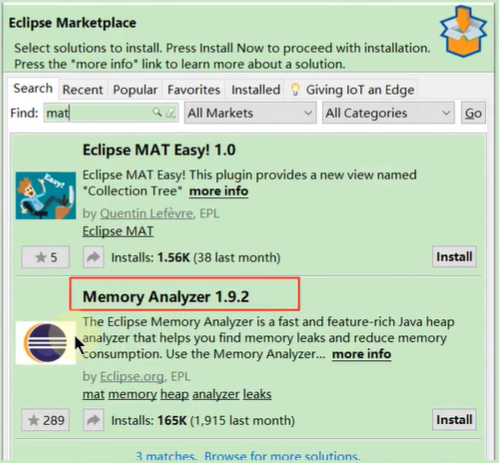 Eclipse Marketplace
Select solutions to install. Press Install Now to proceed with installation.
Press the "more info" link to learn more about a solution.
Search Recent Popular Favorites Installed Giving IoT an Edge
Find: mat All Markets All Categories Go
Eclipse MAT Easy! 1.0
Easy!
Eclipse MAT Easy! This plugin provides a new view named
"Collection Tree" more info
by Quentin Lefèvre, EPL
Eclipse MAT
5 Installs: 1.56K (38 last month) Install
Memory Analyzer 1.9.2
The Eclipse Memory Analyzer is a fast and feature-rich Java heap
analyzer that helps you find memory leaks and reduce memory
consumption. Use the Memory Analyzer... more info
by Eclipse.org, EPL
mat memory heap analyzer leaks
289 Installs: 165K (1,915 last month) Install
3 matches. Browse for more solutions.